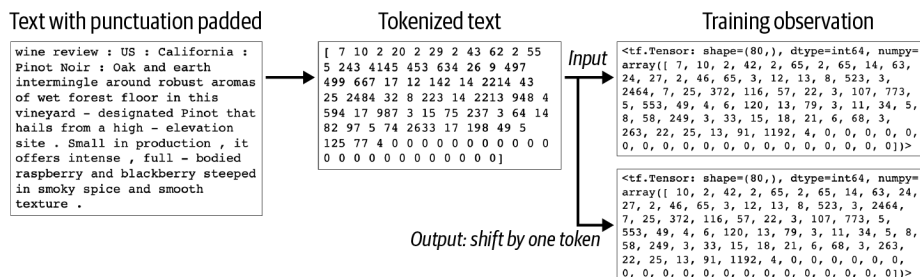 Text with punctuation padded
wine review : US : California :
Pinot Noir : Oak and earth
intermingle around robust aromas
of wet forest floor in this
vineyard - designated Pinot that
hails from a high - elevation
site . Small in production , it
offers intense , full - bodied
raspberry and blackberry steeped
in smoky spice and smooth
texture .
Tokenized text
[ 7 10 2 20 2 29 2 43 62 2 55
5 243 4145 453 634 26 9 497
499 667 17 12 142 14 2214 43
25 2484 32 8 223 14 2213 948 4
594 17 987 3 15 75 237 3 64 14
82 97 5 74 2633 17 198 49 5
125 77 4 0 0 0 0 0 0 0 0 0 0 0
0 0 0 0 0 0 0 0 0 0 0]
Input
Output: shift by one token
Training observation
<tf.Tensor: shape=(80,), dtype=int64, numpy=
array([ 7, 10, 2, 42, 2, 65, 2, 65, 14, 63,
24, 27, 2, 46, 65, 3, 12, 13, 8, 523, 3,
2464, 7, 25, 372, 116, 57, 22, 3, 107, 773,
5, 553, 49, 4, 6, 120, 13, 79, 3, 11, 34, 5,
8, 58, 249, 3, 33, 15, 18, 21, 6, 68, 3,
263, 22, 25, 13, 91, 1192, 4, 0, 0, 0, 0, 0,
0, 0, 0, 0, 0, 0, 0, 0, 0, 0, 0, 0, 0, 0])>
<tf.Tensor: shape=(80,), dtype=int64, numpy=
array([ 10, 2, 42, 2, 65, 2, 65, 14, 63, 24,
27, 2, 46, 65, 3, 12, 13, 8, 523, 3, 2464,
7, 25, 372, 116, 57, 22, 3, 107, 773, 5,
553, 49, 4, 6, 120, 13, 79, 3, 11, 34, 5, 8,
58, 249, 3, 33, 15, 18, 21, 6, 68, 3, 263,
22, 25, 13, 91, 1192, 4, 0, 0, 0, 0, 0, 0,
0, 0, 0, 0, 0, 0, 0, 0, 0, 0, 0, 0, 0, 0])>